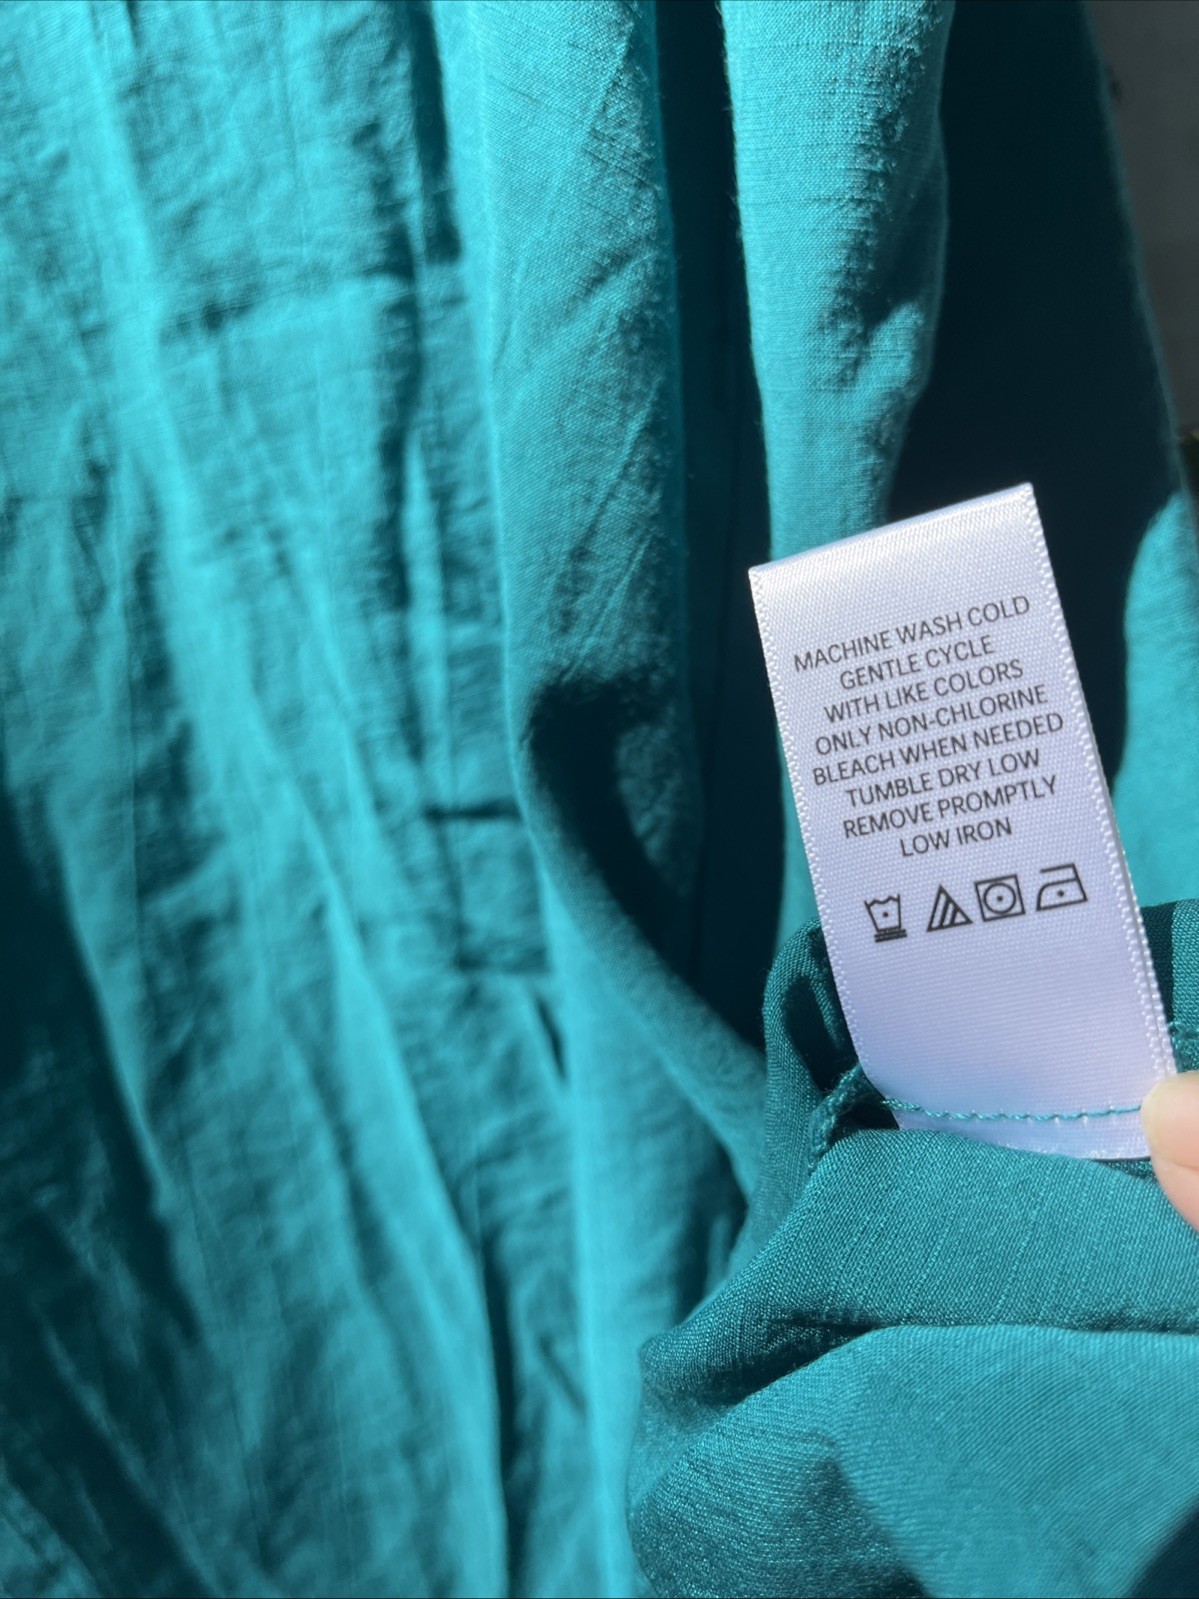 MACHINE WASH COLD
GENTLE CYCLE
WITH LIKE COLORS
ONLY NON-CHLORINE
BLEACH WHEN NEEDED
TUMBLE DRY LOW
REMOVE PROMPTLY
LOW IRON